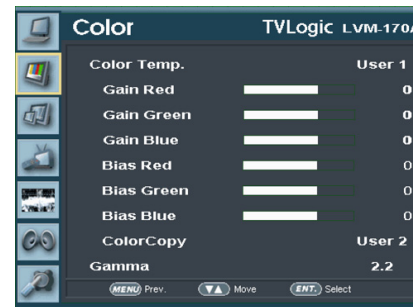 Color TVLogic LVM-170A
Color Temp. User 1
Gain Red 0
Gain Green 0
Gain Blue 0
Bias Red 0
Bias Green 0
Bias Blue 0
ColorCopy User 2
Gamma 2.2
MENU Prev. ▼▲ Move ENT. Select